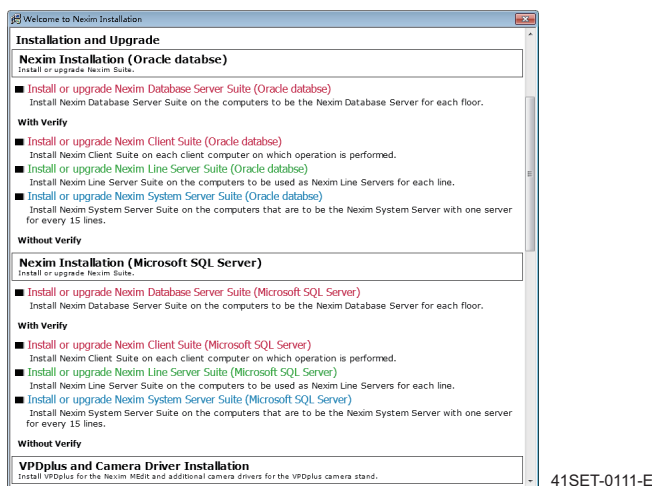 Welcome to Nexim Installation
Installation and Upgrade
Nexim Installation (Oracle databse)
Install or upgrade Nexim Suite.
Install or upgrade Nexim Database Server Suite (Oracle databse)
Install Nexim Database Server Suite on the computers to be the Nexim Database Server for each floor.
With Verify
Install or upgrade Nexim Client Suite (Oracle databse)
Install Nexim Client Suite on each client computer on which operation is performed.
Install or upgrade Nexim Line Server Suite (Oracle databse)
Install Nexim Line Server Suite on the computers to be used as Nexim Line Servers for each line.
Install or upgrade Nexim System Server Suite (Oracle databse)
Install Nexim System Server Suite on the computers that are to be the Nexim System Server with one server
for every 15 lines.
Without Verify
Nexim Installation (Microsoft SQL Server)
Install or upgrade Nexim Suite.
Install or upgrade Nexim Database Server Suite (Microsoft SQL Server)
Install Nexim Database Server Suite on the computers to be the Nexim Database Server for each floor.
With Verify
Install or upgrade Nexim Client Suite (Microsoft SQL Server)
Install Nexim Client Suite on each client computer on which operation is performed.
Install or upgrade Nexim Line Server Suite (Microsoft SQL Server)
Install Nexim Line Server Suite on the computers to be used as Nexim Line Servers for each line.
Install or upgrade Nexim System Server Suite (Microsoft SQL Server)
Install Nexim System Server Suite on the computers that are to be the Nexim System Server with one server
for every 15 lines.
Without Verify
VPDplus and Camera Driver Installation
Install VPDplus for the Nexim MEdit and additional camera drivers for the VPDplus camera stand.
41SET-0111-E